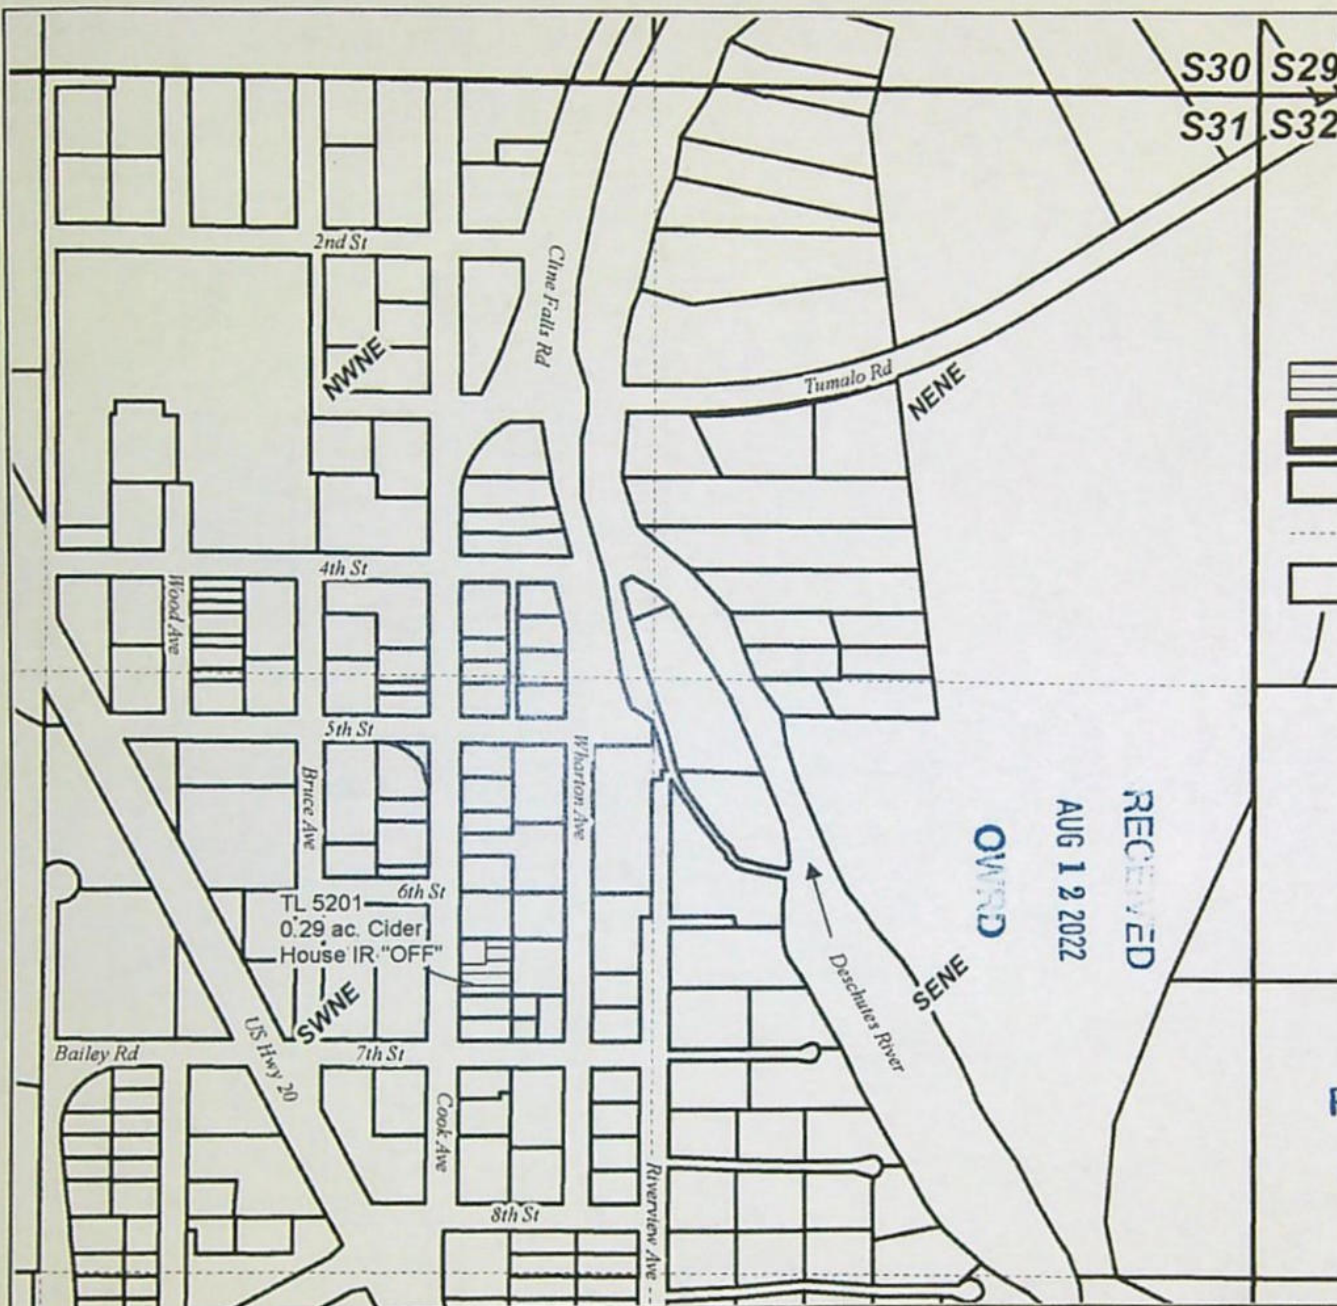 S30 S29
S31 S32
2nd St
Cline Falls Rd
NWNE
Tumalo Rd
NENE
4th St
Wood Ave
5th St
Wharton Ave
Bruce Ave
RECEIVED
AUG 12 2022
OWRD
6th St
TL 5201
0.29 ac. Cider
House IR "OFF"
Deschutes River
SENE
SWNE
US Hwy 20
Bailey Rd
7th St
Cook Ave
Riverview Ave
8th St